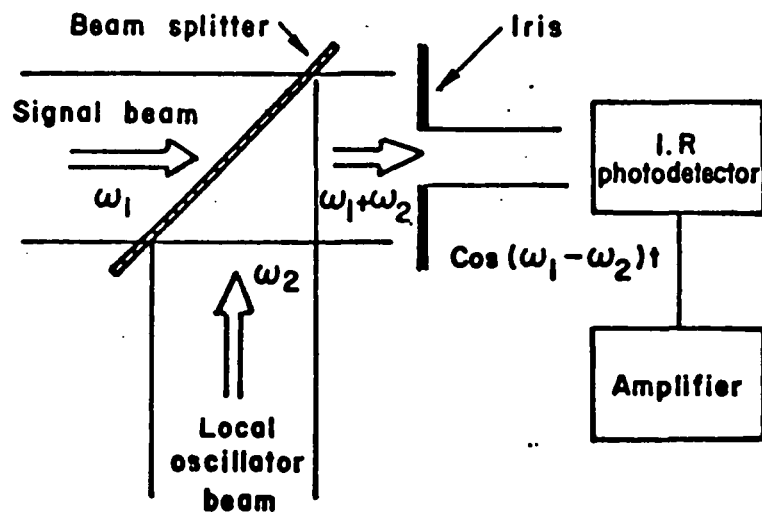 Beam splitter
Iris
Signal beam
ω₁
ω₁+ω₂
I.R
photodetector
Cos (ω₁-ω₂)t
ω₂
Amplifier
Local
oscillator
beam